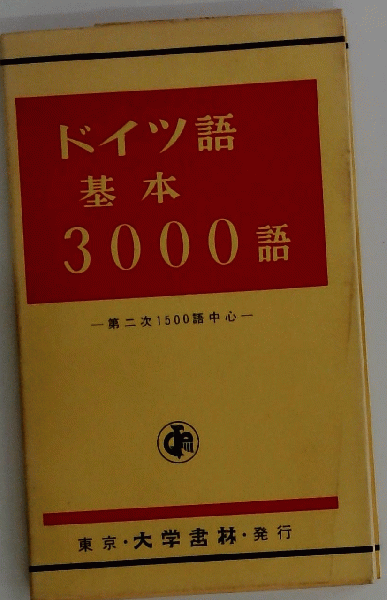 ドイツ語
基本
3000語
―第二次1500語中心―
東京・大学書林・発行